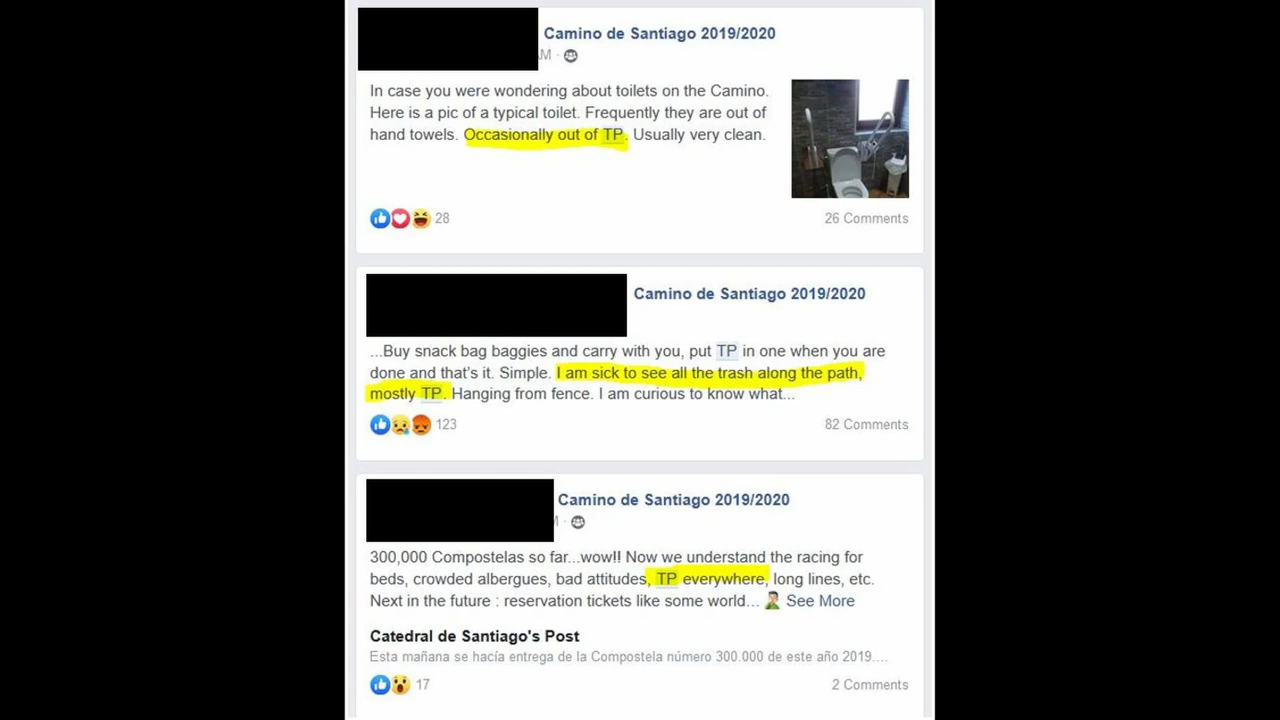 Camino de Santiago 2019/2020
AM ·
In case you were wondering about toilets on the Camino.
Here is a pic of a typical toilet. Frequently they are out of
hand towels. Occasionally out of TP. Usually very clean.
28
26 Comments
Camino de Santiago 2019/2020
...Buy snack bag baggies and carry with you, put TP in one when you are
done and that's it. Simple. I am sick to see all the trash along the path,
mostly TP. Hanging from fence. I am curious to know what...
123
82 Comments
Camino de Santiago 2019/2020
300,000 Compostelas so far...wow!! Now we understand the racing for
beds, crowded albergues, bad attitudes, TP everywhere, long lines, etc.
Next in the future : reservation tickets like some world... See More
Catedral de Santiago's Post
Esta mañana se hacía entrega de la Compostela número 300.000 de este año 2019....
17
2 Comments